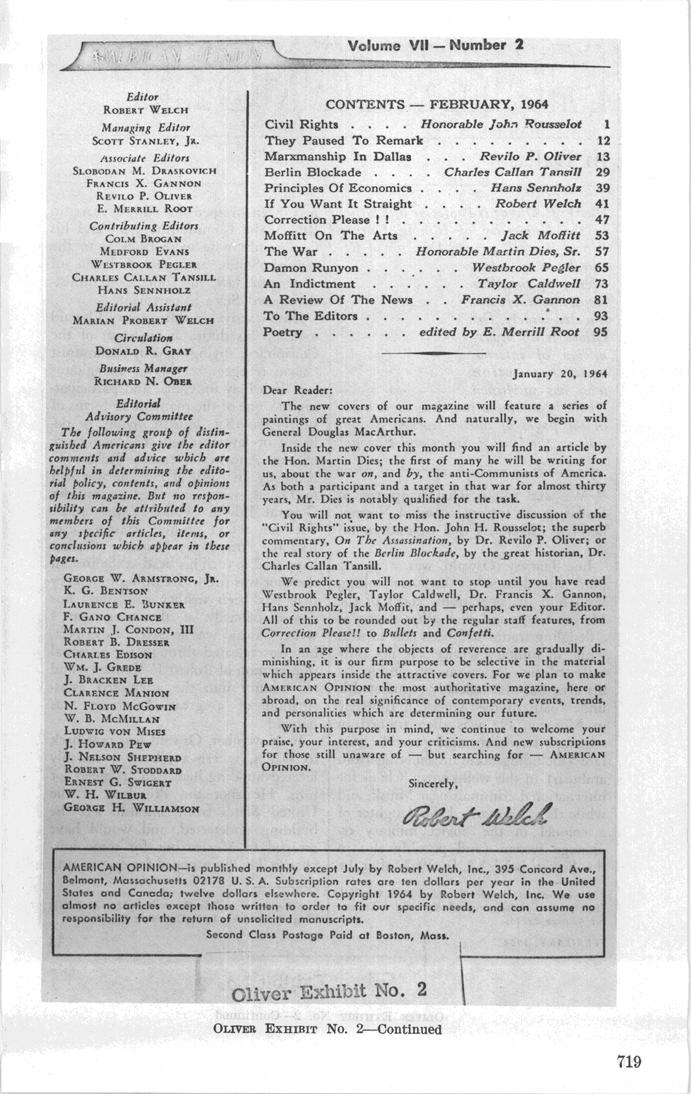 AMERICAN OPINION
Volume VII — Number 2
Editor
ROBERT WELCH
Managing Editor
SCOTT STANLEY, JR.
Associate Editors
SLOBODAN M. DRASKOVICH
FRANCIS X. GANNON
REVILO P. OLIVER
E. MERRILL ROOT
Contributing Editors
COLM BROGAN
MEDFORD EVANS
WESTBROOK PEGLER
CHARLES CALLAN TANSILL
HANS SENNHOLZ
Editorial Assistant
MARIAN PROBERT WELCH
Circulation
DONALD R. GRAY
Business Manager
RICHARD N. OBER
Editorial
Advisory Committee
The following group of distin-
guished Americans give the editor
comments and advice which are
helpful in determining the edito-
rial policy, contents, and opinions
of this magazine. But no respon-
sibility can be attributed to any
members of this Committee for
any specific articles, items, or
conclusions which appear in these
pages.
GEORGE W. ARMSTRONG, JR.
K. G. BENTSON
LAURENCE E. BUNKER
F. GANO CHANCE
MARTIN J. CONDON, III
ROBERT B. DRESSER
CHARLES EDISON
WM. J. GREDE
J. BRACKEN LEE
CLARENCE MANION
N. FLOYD MCGOWIN
W. B. MCMILLAN
LUDWIG VON MISES
J. HOWARD PEW
J. NELSON SHEPHERD
ROBERT W. STODDARD
ERNEST G. SWIGERT
W. H. WILBUR
GEORGE H. WILLIAMSON
CONTENTS — FEBRUARY, 1964
Civil Rights . . . . Honorable John Rousselot 1
They Paused To Remark . . . . . . . . . 12
Marxmanship In Dallas . . . Revilo P. Oliver 13
Berlin Blockade . . . . Charles Callan Tansill 29
Principles Of Economics . . . . Hans Sennholz 39
If You Want It Straight . . . . Robert Welch 41
Correction Please ! ! . . . . . . . . . . . 47
Moffitt On The Arts . . . . . Jack Moffitt 53
The War . . . . . Honorable Martin Dies, Sr. 57
Damon Runyon . . . . . . Westbrook Pegler 65
An Indictment . . . . . . Taylor Caldwell 73
A Review Of The News . . Francis X. Gannon 81
To The Editors . . . . . . . . . . . . . 93
Poetry . . . . . . edited by E. Merrill Root 95
January 20, 1964
Dear Reader:
The new covers of our magazine will feature a series of
paintings of great Americans. And naturally, we begin with
General Douglas MacArthur.
Inside the new cover this month you will find an article by
the Hon. Martin Dies; the first of many he will be writing for
us, about the war on, and by, the anti-Communists of America.
As both a participant and a target in that war for almost thirty
years, Mr. Dies is notably qualified for the task.
You will not want to miss the instructive discussion of the
"Civil Rights" issue, by the Hon. John H. Rousselot; the superb
commentary, On The Assassination, by Dr. Revilo P. Oliver; or
the real story of the Berlin Blockade, by the great historian, Dr.
Charles Callan Tansill.
We predict you will not want to stop until you have read
Westbrook Pegler, Taylor Caldwell, Dr. Francis X. Gannon,
Hans Sennholz, Jack Moffit, and — perhaps, even your Editor.
All of this to be rounded out by the regular staff features, from
Correction Please!! to Bullets and Confetti.
In an age where the objects of reverence are gradually di-
minishing, it is our firm purpose to be selective in the material
which appears inside the attractive covers. For we plan to make
AMERICAN OPINION the most authoritative magazine, here or
abroad, on the real significance of contemporary events, trends,
and personalities which are determining our future.
With this purpose in mind, we continue to welcome your
praise, your interest, and your criticisms. And new subscriptions
for those still unaware of — but searching for — AMERICAN
OPINION.
Sincerely,
Robert Welch
AMERICAN OPINION—is published monthly except July by Robert Welch, Inc., 395 Concord Ave.,
Belmont, Massachusetts 02178 U. S. A. Subscription rates are ten dollars per year in the United
States and Canada; twelve dollars elsewhere. Copyright 1964 by Robert Welch, Inc. We use
almost no articles except those written to order to fit our specific needs, and can assume no
responsibility for the return of unsolicited manuscripts.
Second Class Postage Paid at Boston, Mass.
Oliver Exhibit No. 2
OLIVER EXHIBIT No. 2—Continued
719